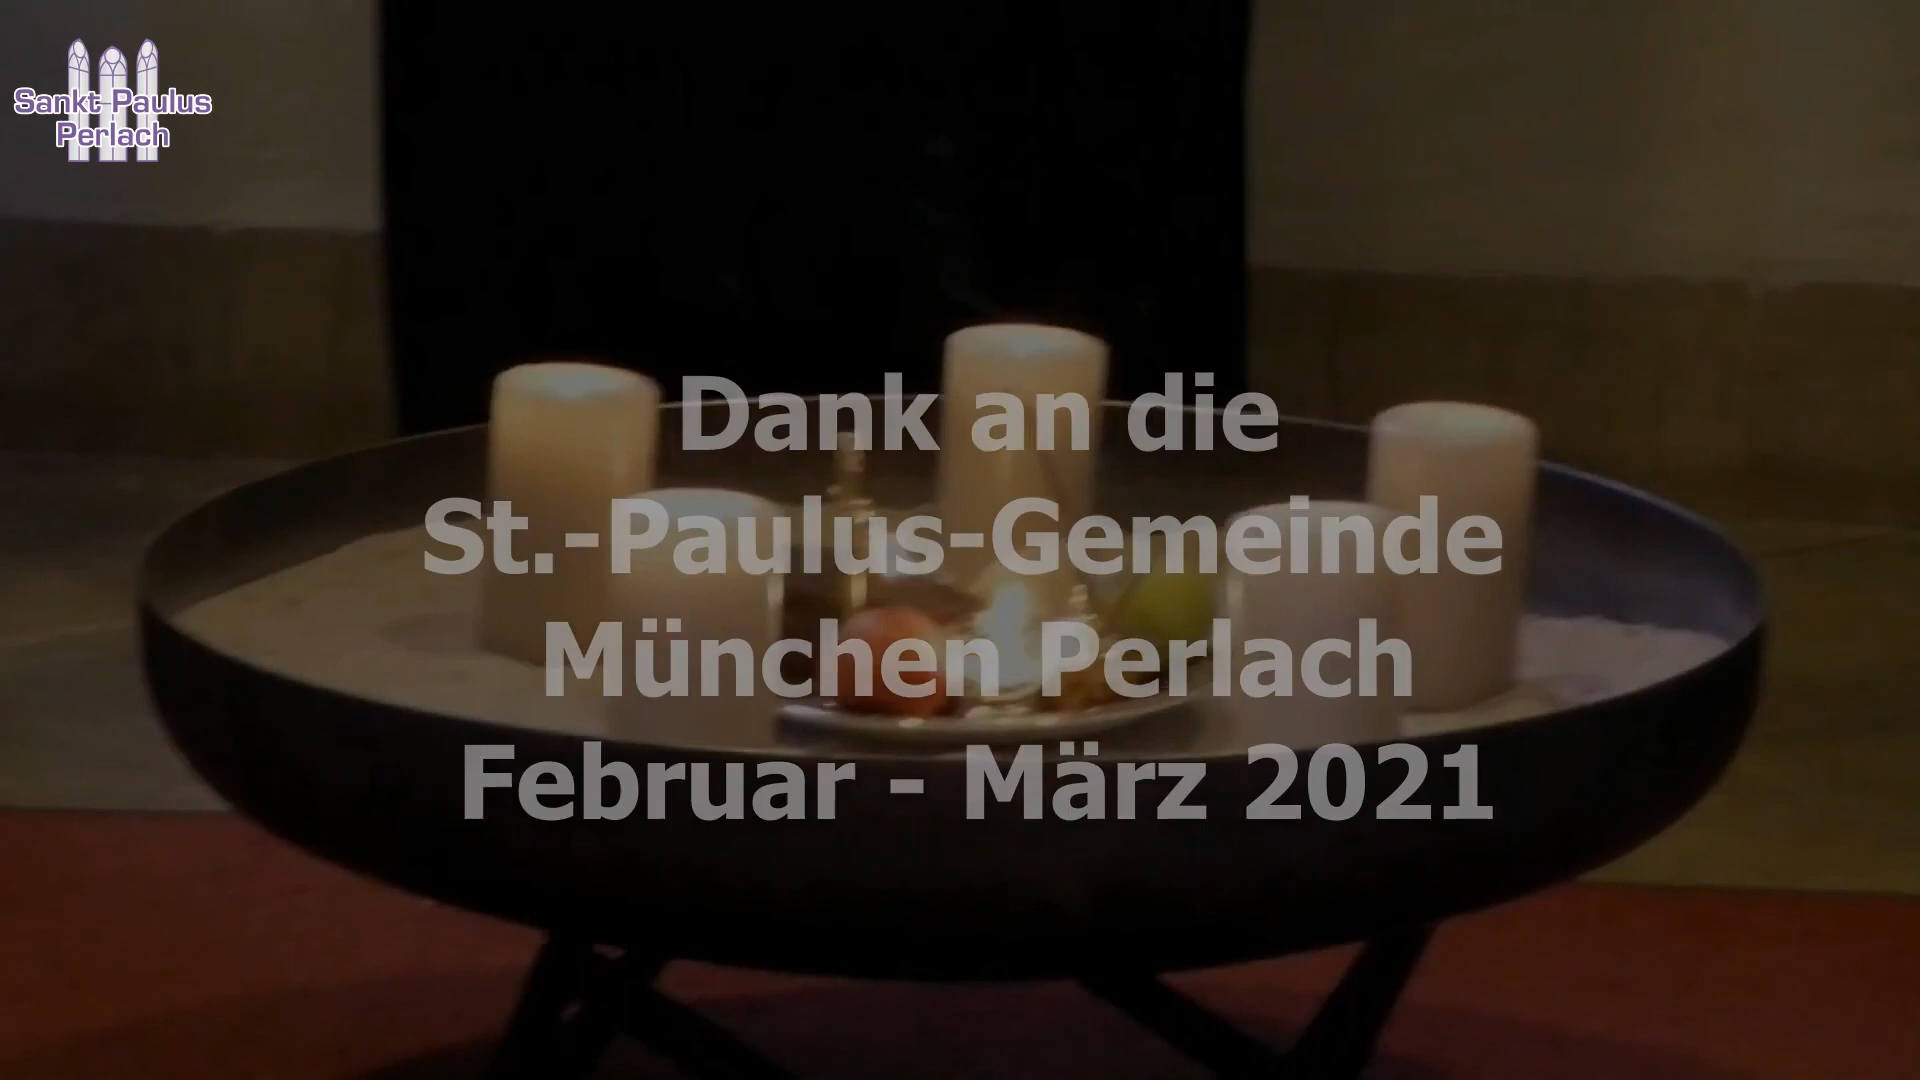 Sankt Paulus
Perlach
Dank an die
St.-Paulus-Gemeinde
München Perlach
Februar - März 2021